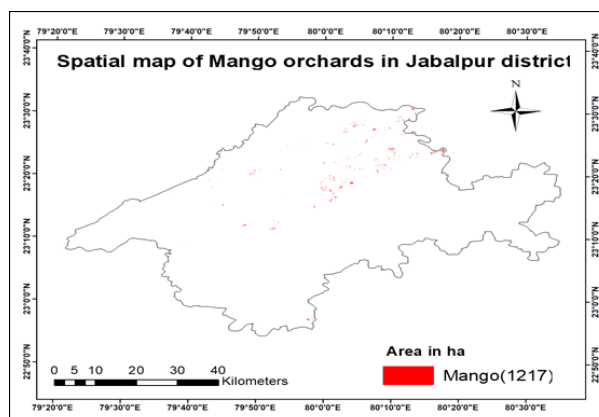 79°20'0"E 79°30'0"E 79°40'0"E 79°50'0"E 80°0'0"E 80°10'0"E 80°20'0"E 80°30'0"E
Spatial map of Mango orchards in Jabalpur district
N
23°40'0"N 23°40'0"N
23°30'0"N 23°30'0"N
23°20'0"N 23°20'0"N
23°10'0"N 23°10'0"N
23°0'0"N 23°0'0"N
22°50'0"N 22°50'0"N
Area in ha
Mango(1217)
0 5 10 20 30 40
Kilometers
79°20'0"E 79°30'0"E 79°40'0"E 79°50'0"E 80°0'0"E 80°10'0"E 80°20'0"E 80°30'0"E